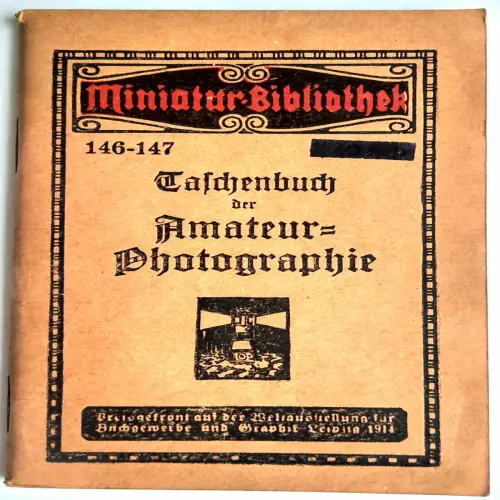 Miniatur-Bibliothek
146-147
Taſchenbuch
der
Amateur=
Photographie
Preisgekrönt auf der Weltausſtellung für
Buchgewerbe und Graphik Leipzig 1914